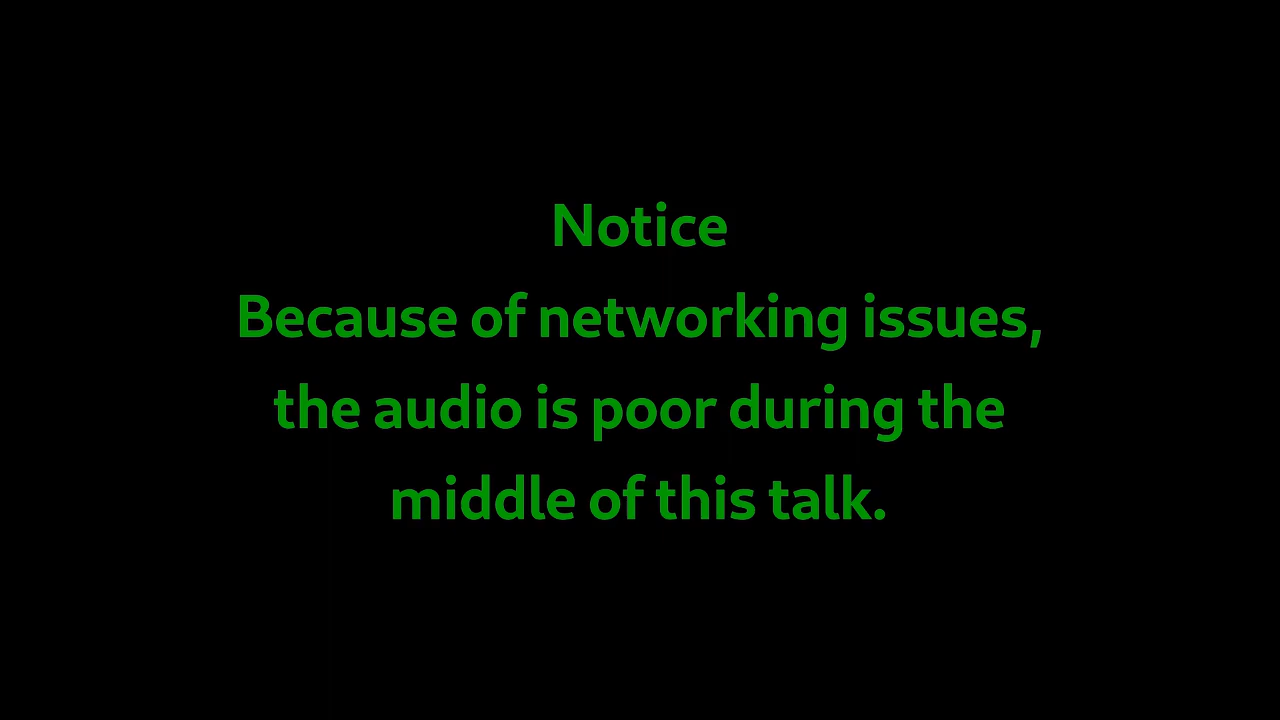 Notice
Because of networking issues,
the audio is poor during the
middle of this talk.